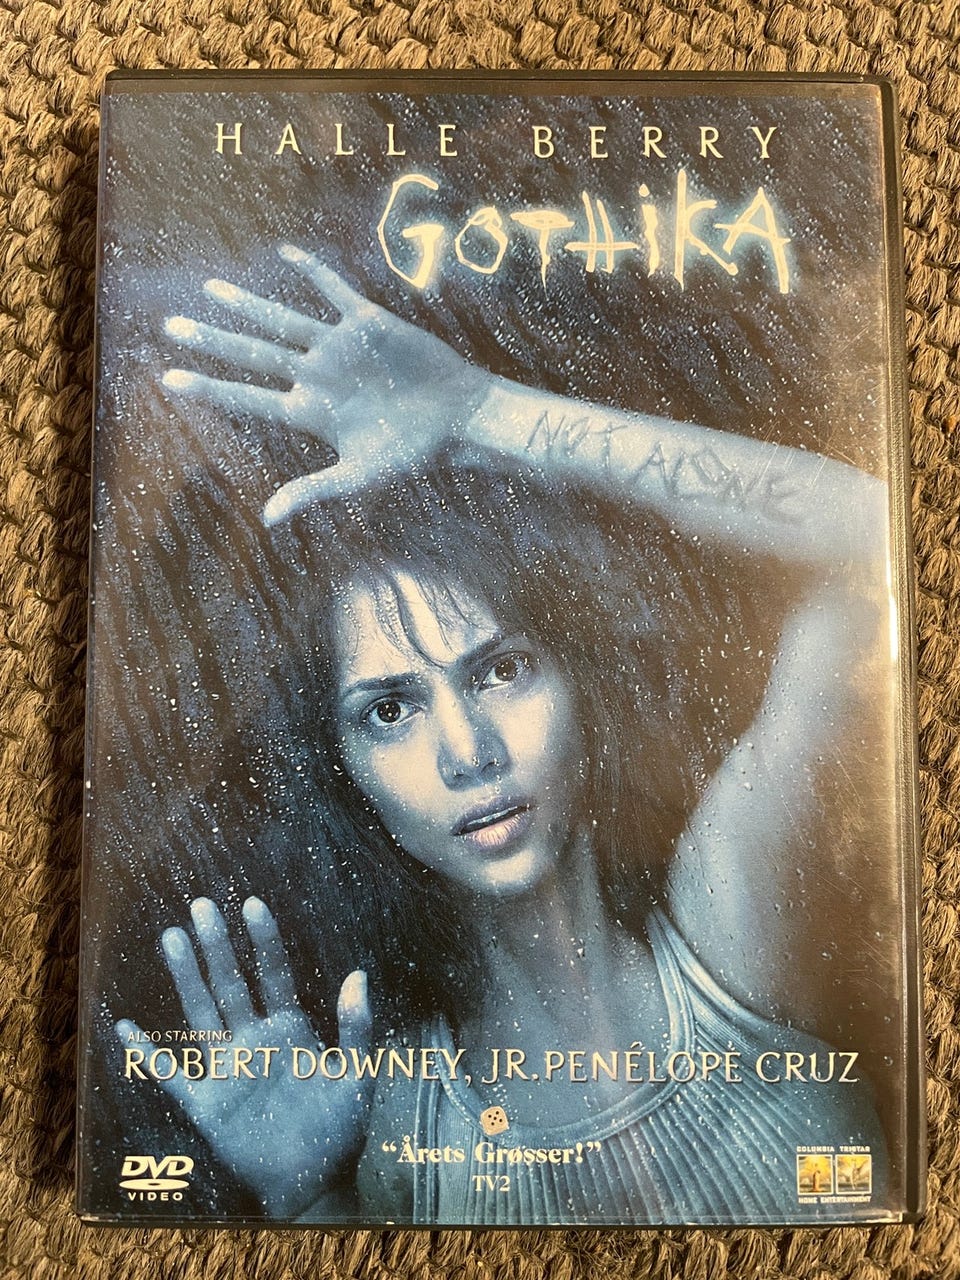 HALLE BERRY
GOTHIKA
NOT ALONE
ALSO STARRING
ROBERT DOWNEY, JR. PENÉLOPE CRUZ
"Årets Grøsser!"
TV2
DVD
VIDEO
COLUMBIA TRISTAR
HOME ENTERTAINMENT